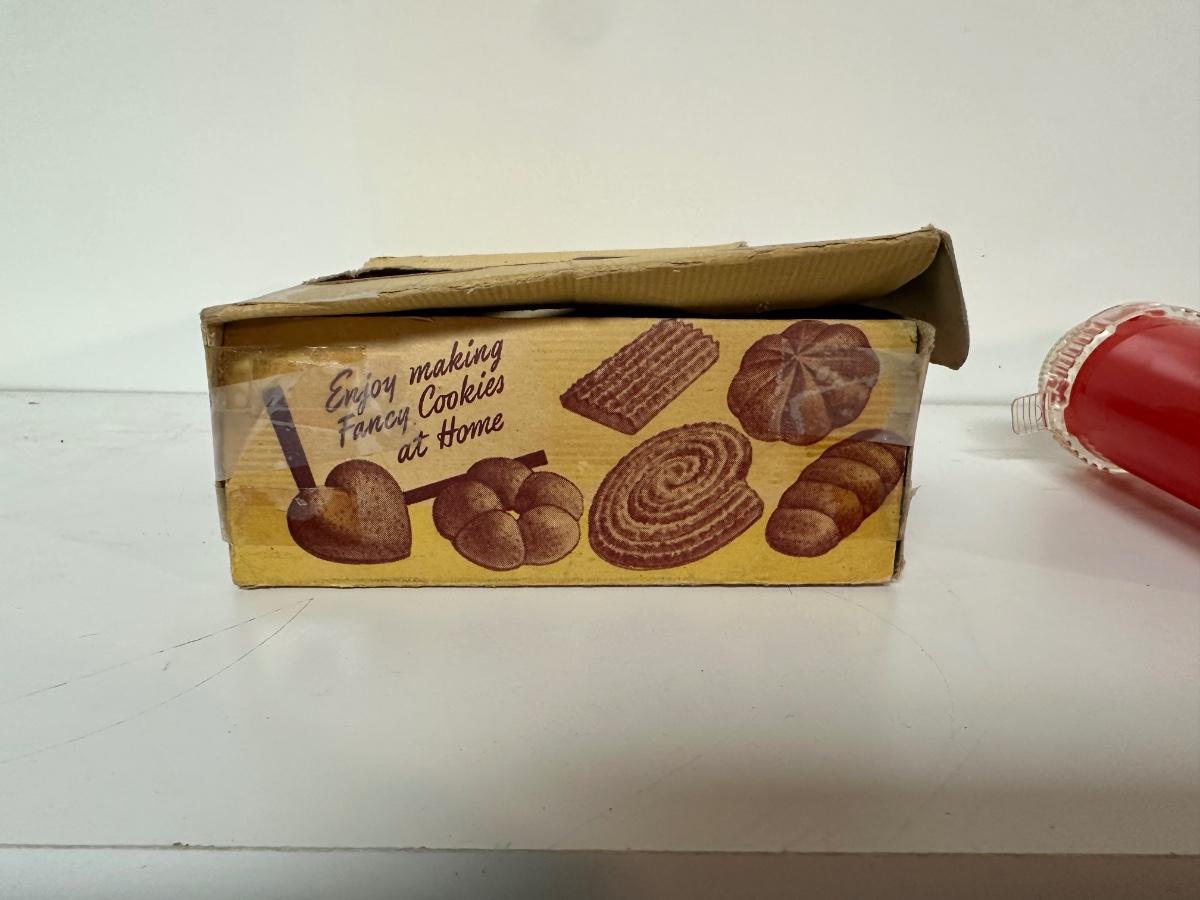 Enjoy making
Fancy Cookies
at Home